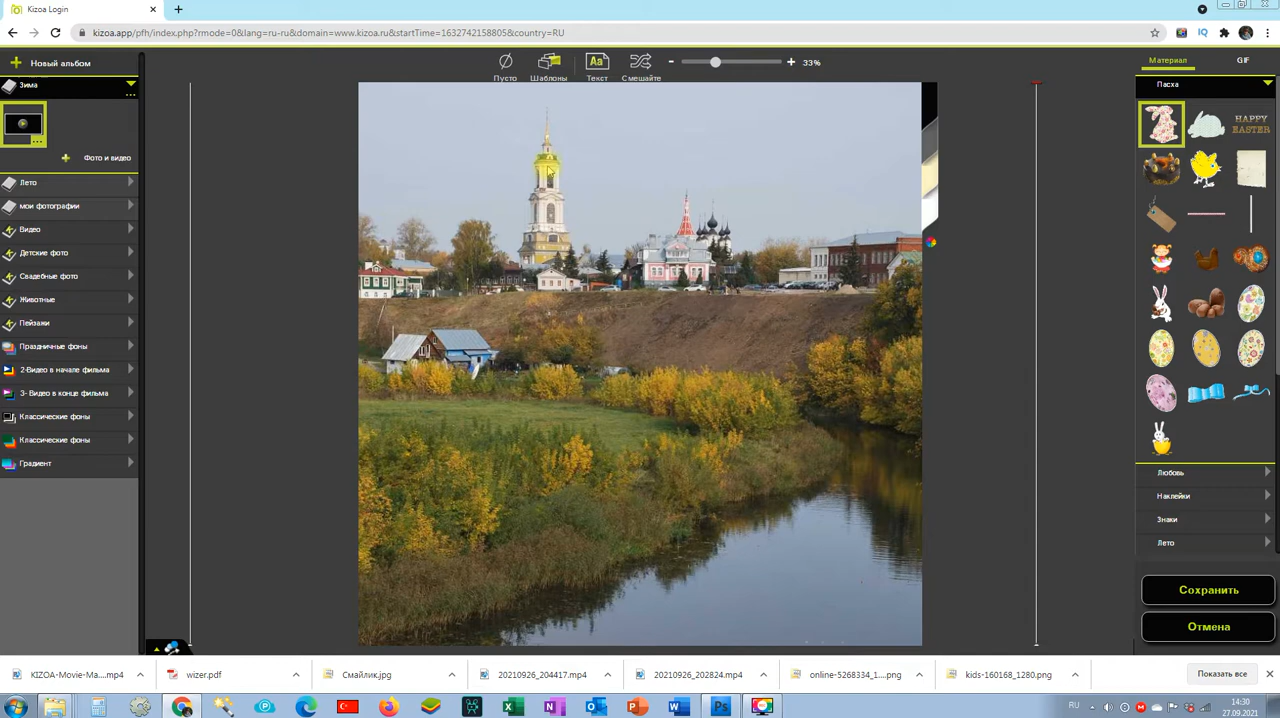 Kizoa Login
kizoa.app/pfh/index.php?rmode=0&lang=ru-ru&domain=www.kizoa.ru&startTime=1632742158805&country=RU
Новый альбом
Зима
Фото и видео
Лето
мои фотографии
Видео
Детские фото
Свадебные фото
Животные
Пейзажи
Праздничные фоны
2-Видео в начале фильма
3- Видео в конце фильма
Классические фоны
Классические фоны
Градиент
Пусто
Шаблоны
Aa
Текст
Смешайте
- + 33%
Материал
GIF
Пасха
HAPPY
EASTER
Любовь
Наклейки
Знаки
Лето
Сохранить
Отмена
KIZOA-Movie-Ma....mp4
wizer.pdf
Смайлик.jpg
20210926_204417.mp4
20210926_202824.mp4
online-5268334_1....png
kids-160168_1280.png
Показать все
RU
14:30
27.09.2021